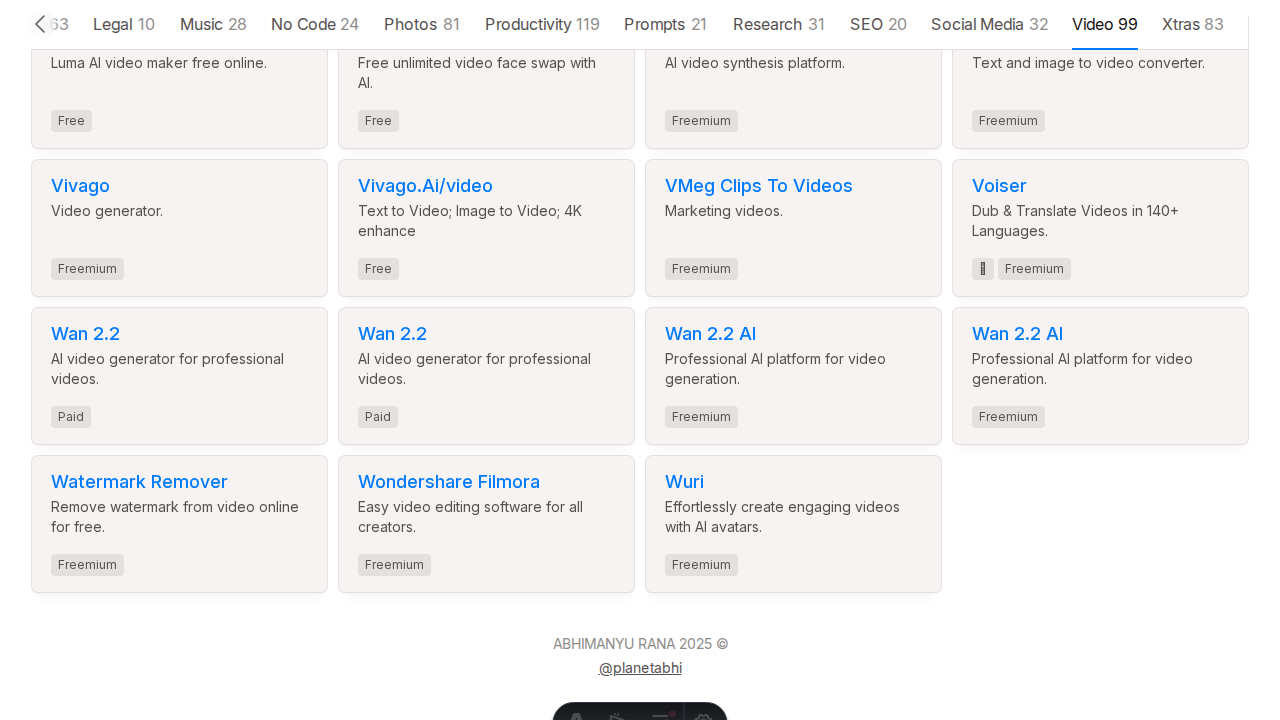 63 Legal 10 Music 28 No Code 24 Photos 81 Productivity 119 Prompts 21 Research 31 SEO 20 Social Media 32 Video 99 Xtras 83
Luma AI video maker free online.
Free
Free unlimited video face swap with
AI.
Free
AI video synthesis platform.
Freemium
Text and image to video converter.
Freemium
Vivago
Video generator.
Freemium
Vivago.Ai/video
Text to Video; Image to Video; 4K
enhance
Free
VMeg Clips To Videos
Marketing videos.
Freemium
Voiser
Dub & Translate Videos in 140+
Languages.
Freemium
Wan 2.2
AI video generator for professional
videos.
Paid
Wan 2.2
AI video generator for professional
videos.
Paid
Wan 2.2 AI
Professional AI platform for video
generation.
Freemium
Wan 2.2 AI
Professional AI platform for video
generation.
Freemium
Watermark Remover
Remove watermark from video online
for free.
Freemium
Wondershare Filmora
Easy video editing software for all
creators.
Freemium
Wuri
Effortlessly create engaging videos
with AI avatars.
Freemium
ABHIMANYU RANA 2025 ©
@planetabhi